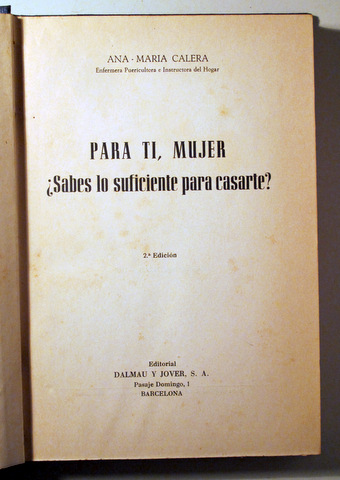 ANA - MARIA CALERA
Enfermera Puericultora e Instructora del Hogar
PARA TI, MUJER
¿Sabes lo suficiente para casarte?
2.ª Edición
Editorial
DALMAU Y JOVER, S. A.
Pasaje Domingo, 1
BARCELONA